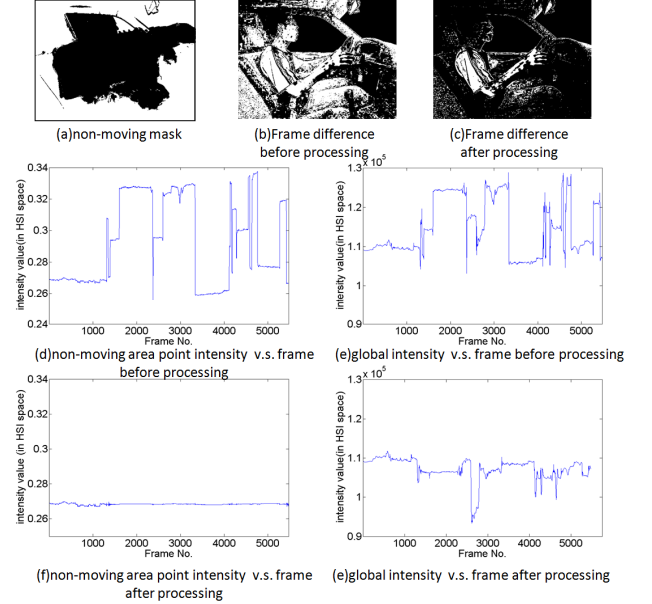 (a)non-moving mask
(b)Frame difference
before processing
(c)Frame difference
after processing
intensity value(in HSI space)
0.34
0.32
0.3
0.28
0.26
0.24
1000 2000 3000 4000 5000
Frame No.
(d)non-moving area point intensity v.s. frame
before processing
intensity value(in HSI space)
1.3 x 10^5
1.2
1.1
1
0.9
1000 2000 3000 4000 5000
Frame No.
(e)global intensity v.s. frame before processing
intensity value (in HSI space)
0.34
0.32
0.3
0.28
0.26
1000 2000 3000 4000 5000
Frame No.
(f)non-moving area point intensity v.s. frame
after processing
intensity value(in HSI space)
1.3 x 10^5
1.2
1.1
1
0.9
1000 2000 3000 4000 5000
Frame No.
(e)global intensity v.s. frame after processing